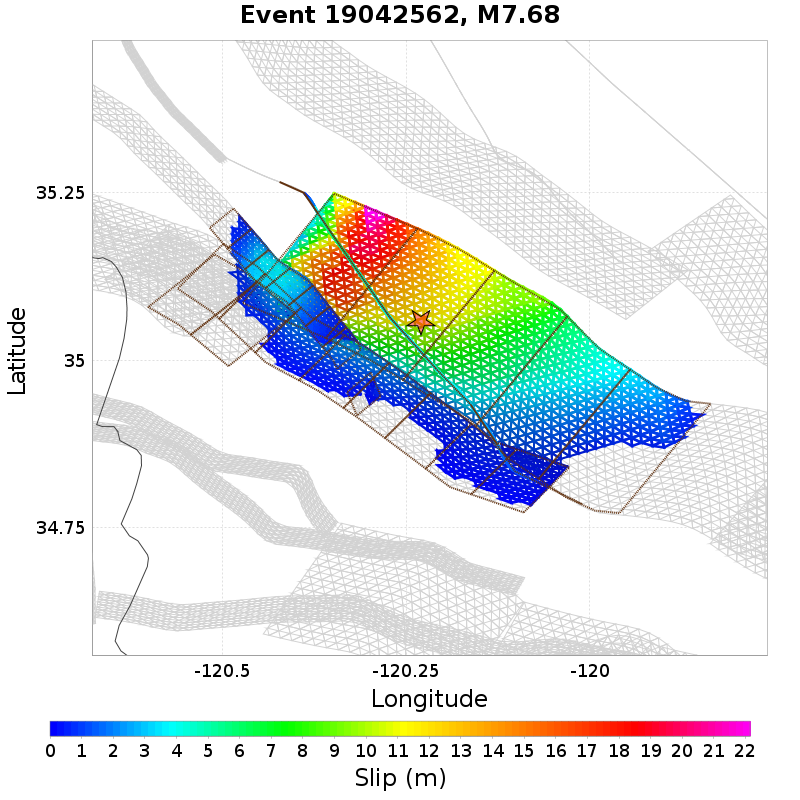 Event 19042562, M7.68
Latitude
35.25
35
34.75
-120.5 -120.25 -120
Longitude
0 1 2 3 4 5 6 7 8 9 10 11 12 13 14 15 16 17 18 19 20 21 22
Slip (m)